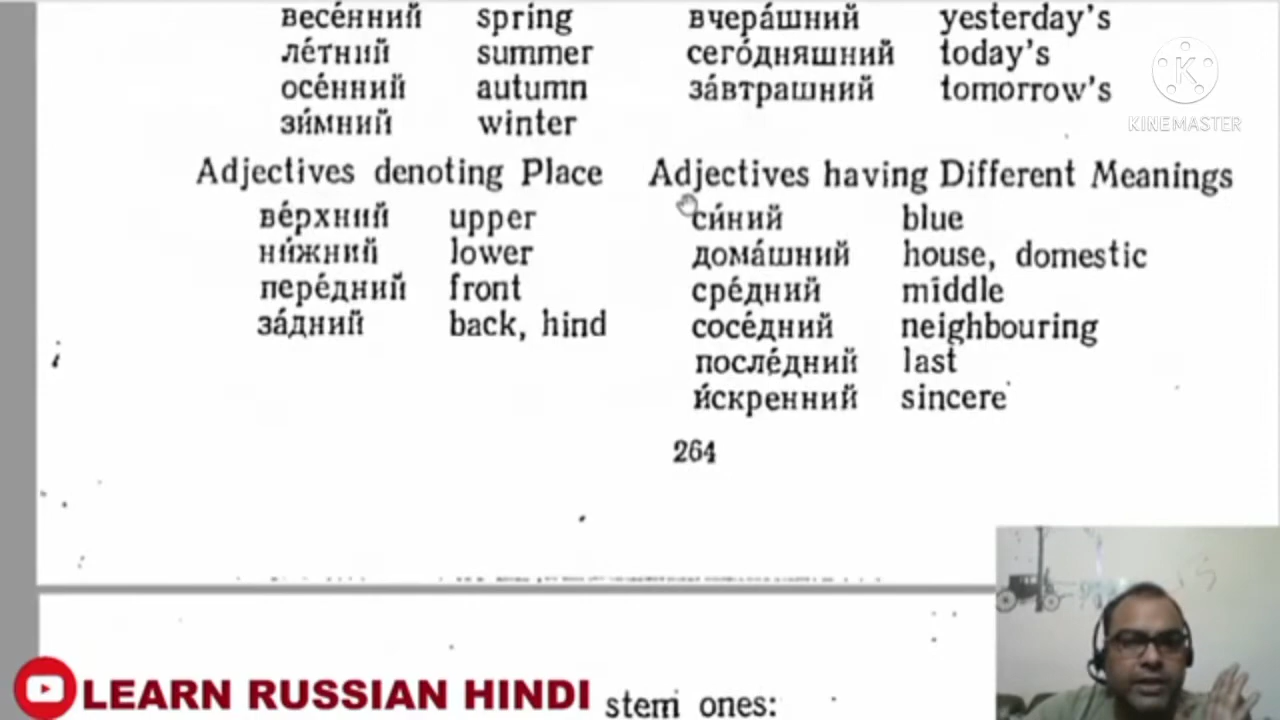 весе́нний spring вчера́шний yesterday's
ле́тний summer сего́дняшний today's
осе́нний autumn за́втрашний tomorrow's
зи́мний winter
KINEMASTER
Adjectives denoting Place Adjectives having Different Meanings
ве́рхний upper си́ний blue
ни́жний lower дома́шний house, domestic
пере́дний front сре́дний middle
за́дний back, hind сосе́дний neighbouring
после́дний last
и́скренний sincere
264
LEARN RUSSIAN HINDI stem ones: